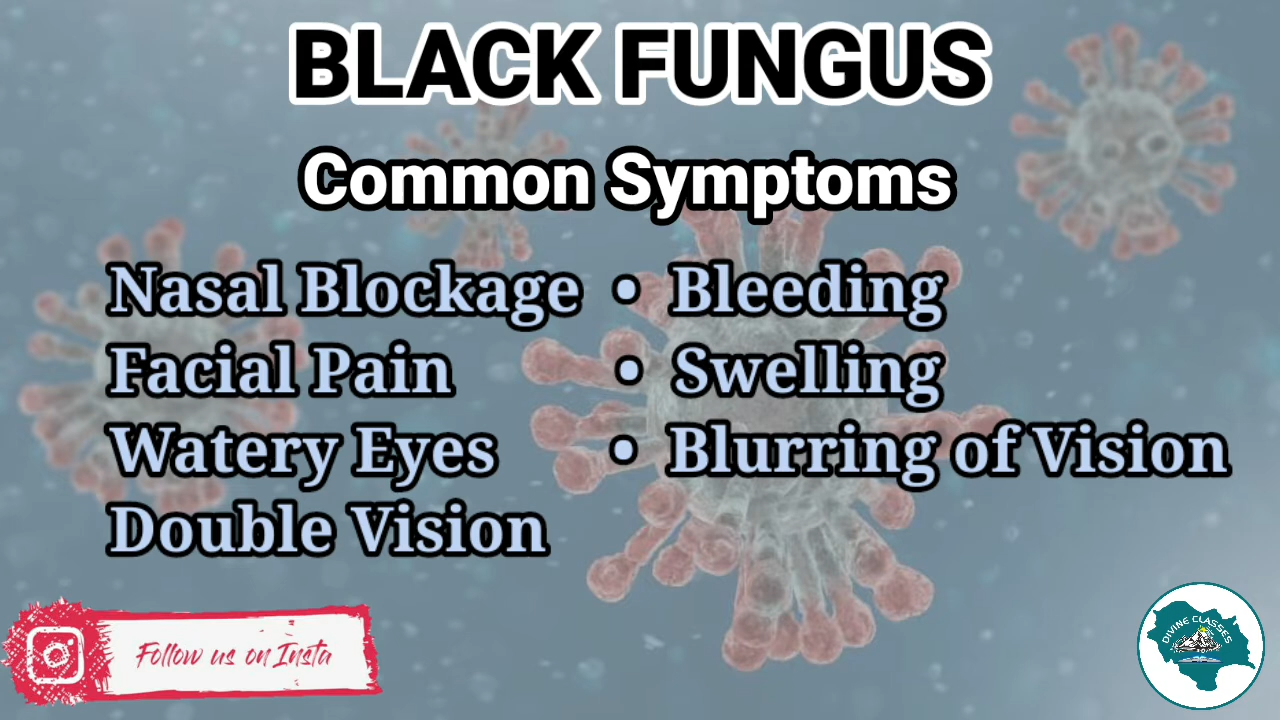 BLACK FUNGUS
Common Symptoms
Nasal Blockage
Facial Pain
Watery Eyes
Double Vision
• Bleeding
• Swelling
• Blurring of Vision
Follow us on Insta
DIVINE CLASSES